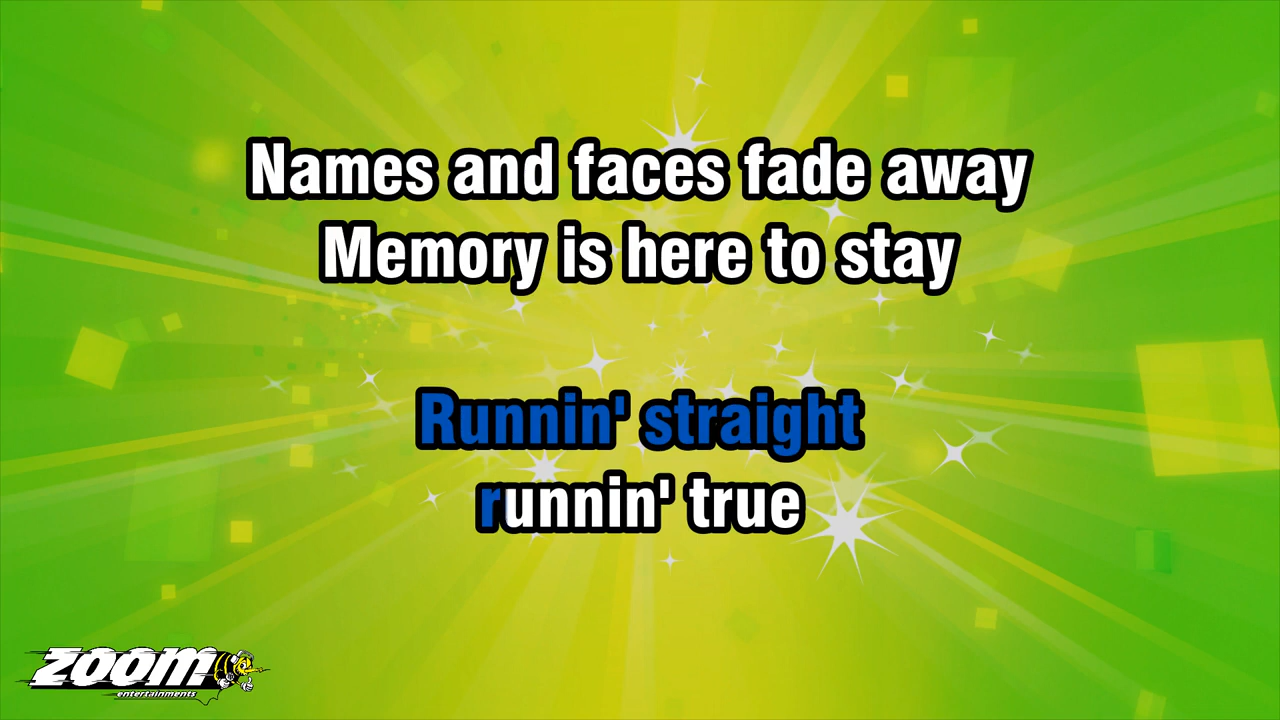 Names and faces fade away
Memory is here to stay
Runnin' straight
runnin' true
ZOOM
entertainments